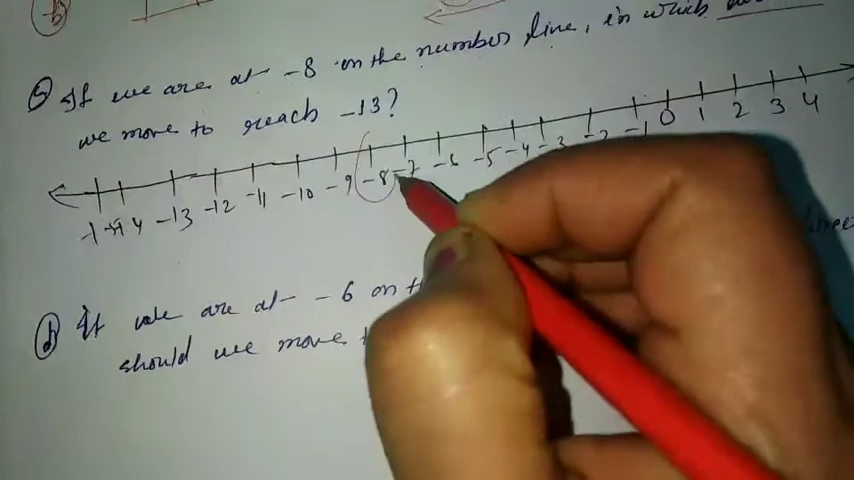 (b)
(c) If we are at -8 on the number line, in which
we move to reach -13?
-14 -13 -12 -11 -10 -9 -8 -7 -6 -5 -4 -3 -2 -1 0 1 2 3 4
(d) If we are at -6 on
should we move